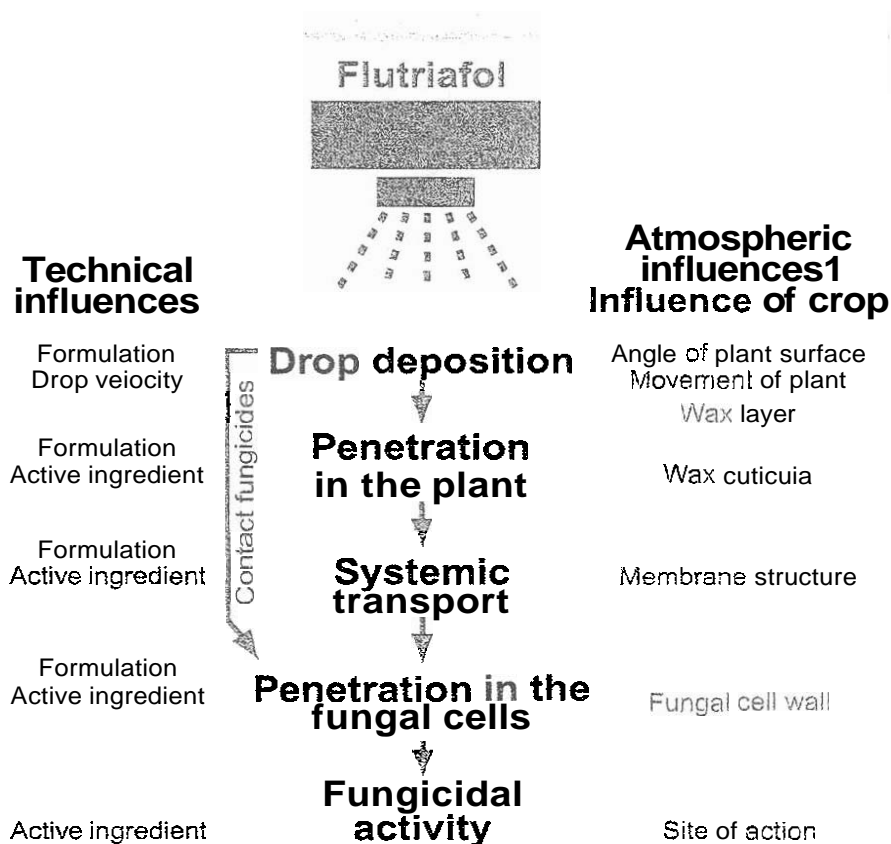 Flutriafol
Technical
influences
Atmospheric
influences1
Influence of crop
Formulation
Drop veiocity
Drop deposition
Angle of plant surface
Movement of plant
Wax layer
Contact fungicides
Formulation
Active ingredient
Penetration
in the plant
Wax cuticuia
Formulation
Active ingredient
Systemic
transport
Membrane structure
Formulation
Active ingredient
Penetration in the
fungal cells
Fungal cell wall
Active ingredient
Fungicidal
activity
Site of action